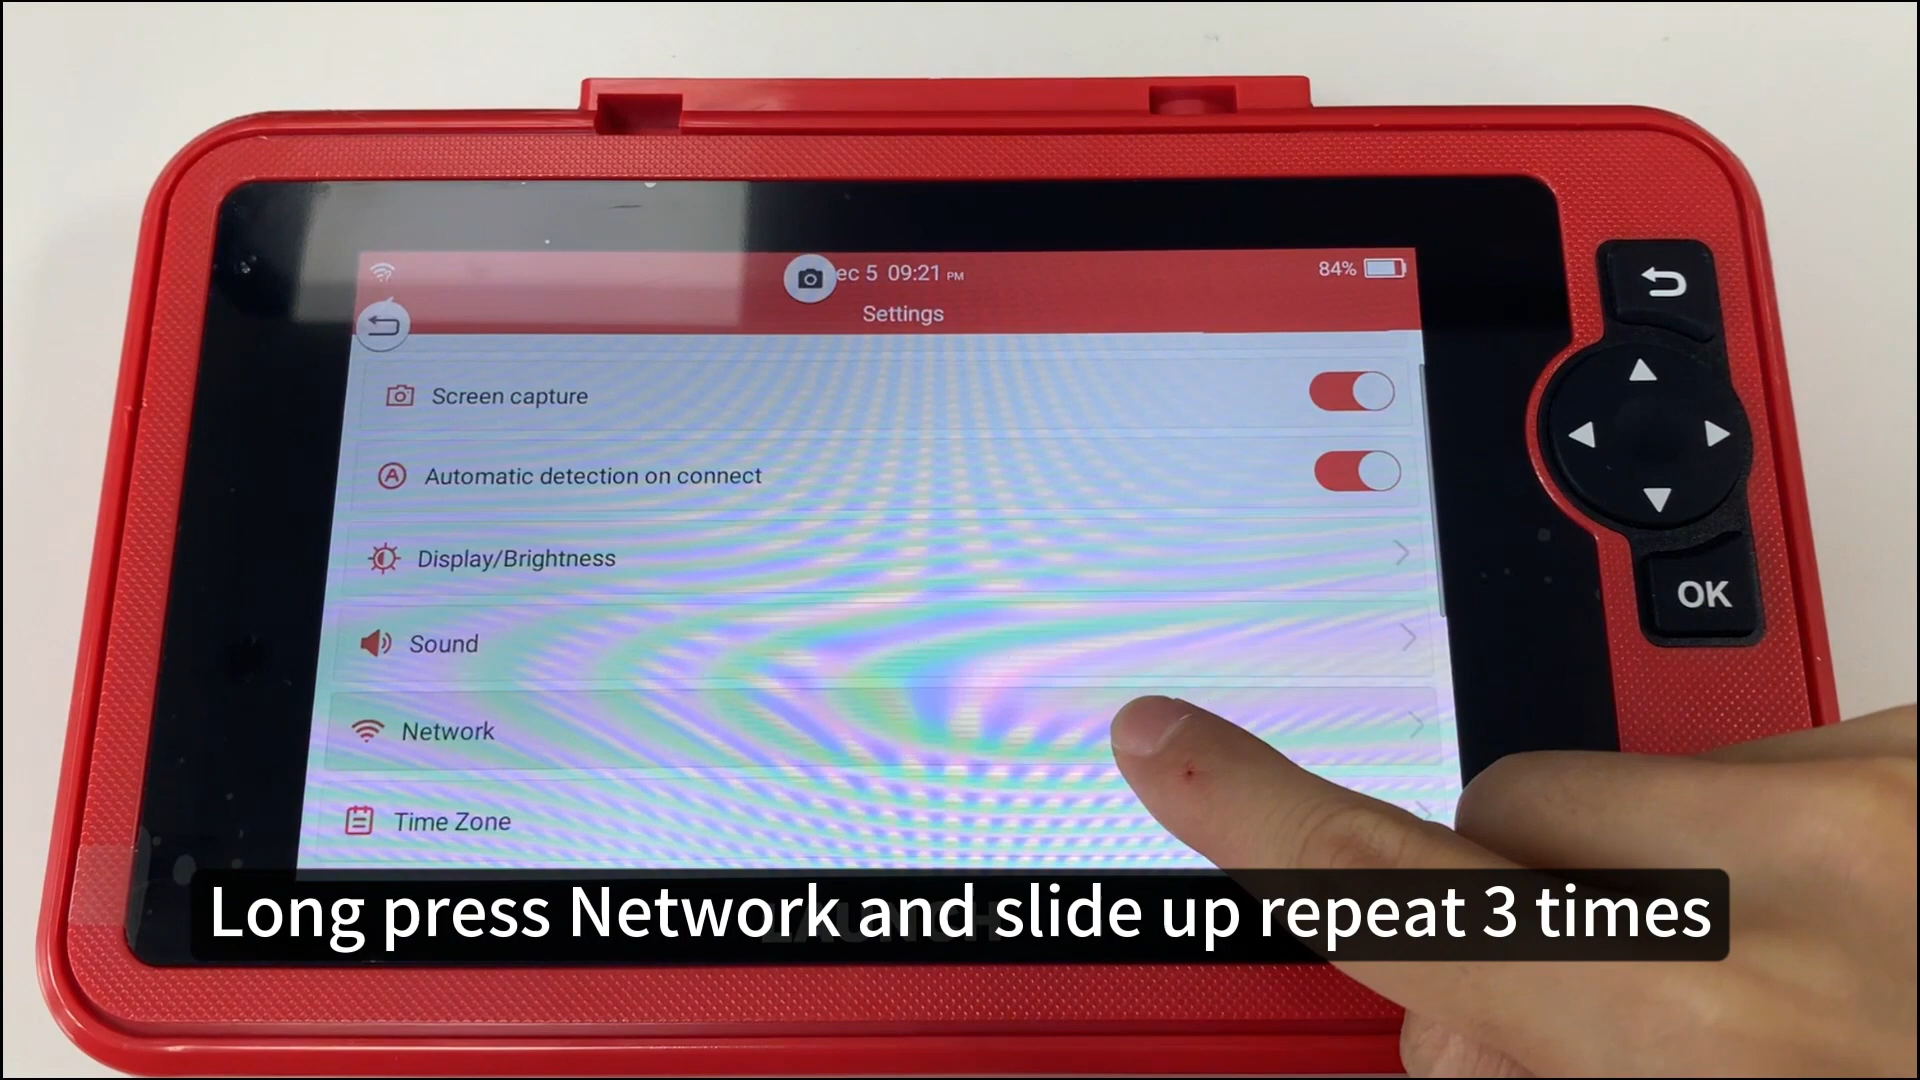 ec 5 09:21 PM
84%
Settings
Screen capture
Automatic detection on connect
Display/Brightness
Sound
Network
Time Zone
OK
Long press Network and slide up repeat 3 times
LAUNCH